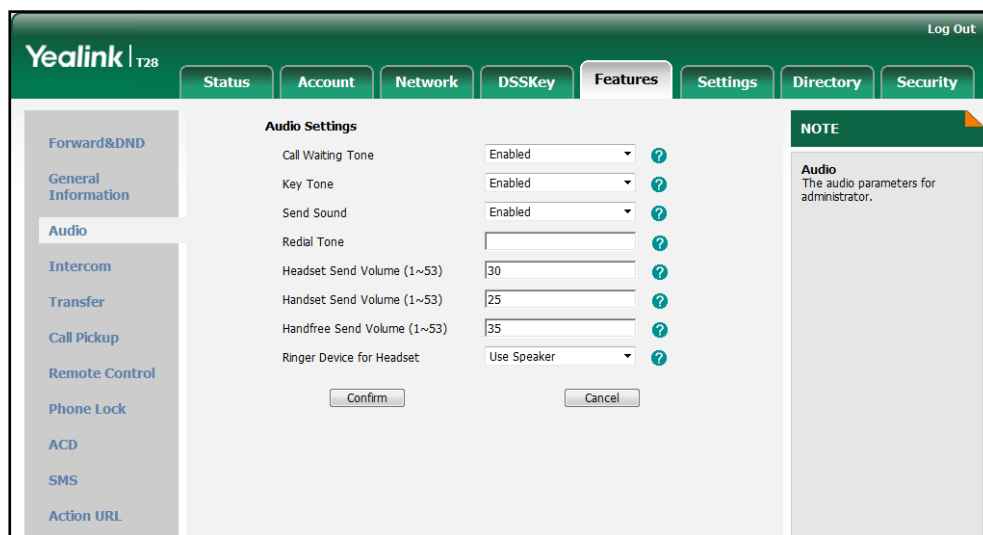 Log Out
Yealink T28
Status Account Network DSSKey Features Settings Directory Security
Forward&DND
General
Information
Audio
Intercom
Transfer
Call Pickup
Remote Control
Phone Lock
ACD
SMS
Action URL
Audio Settings
Call Waiting Tone Enabled ?
Key Tone Enabled ?
Send Sound Enabled ?
Redial Tone ?
Headset Send Volume (1~53) 30 ?
Handset Send Volume (1~53) 25 ?
Handfree Send Volume (1~53) 35 ?
Ringer Device for Headset Use Speaker ?
Confirm Cancel
NOTE
Audio
The audio parameters for
administrator.